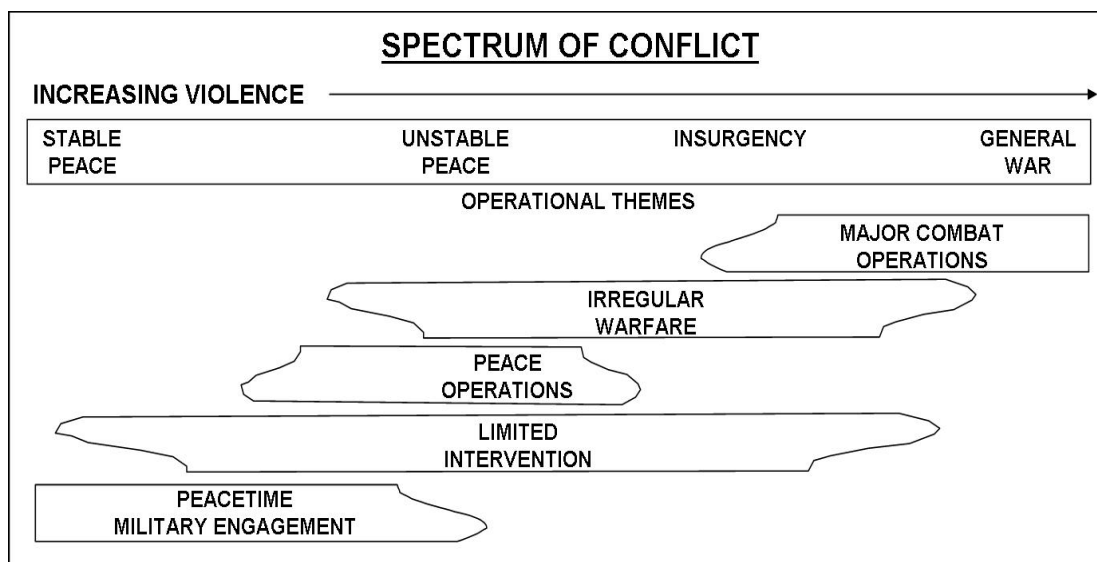 SPECTRUM OF CONFLICT
INCREASING VIOLENCE
STABLE
PEACE
UNSTABLE
PEACE
INSURGENCY
GENERAL
WAR
OPERATIONAL THEMES
MAJOR COMBAT
OPERATIONS
IRREGULAR
WARFARE
PEACE
OPERATIONS
LIMITED
INTERVENTION
PEACETIME
MILITARY ENGAGEMENT